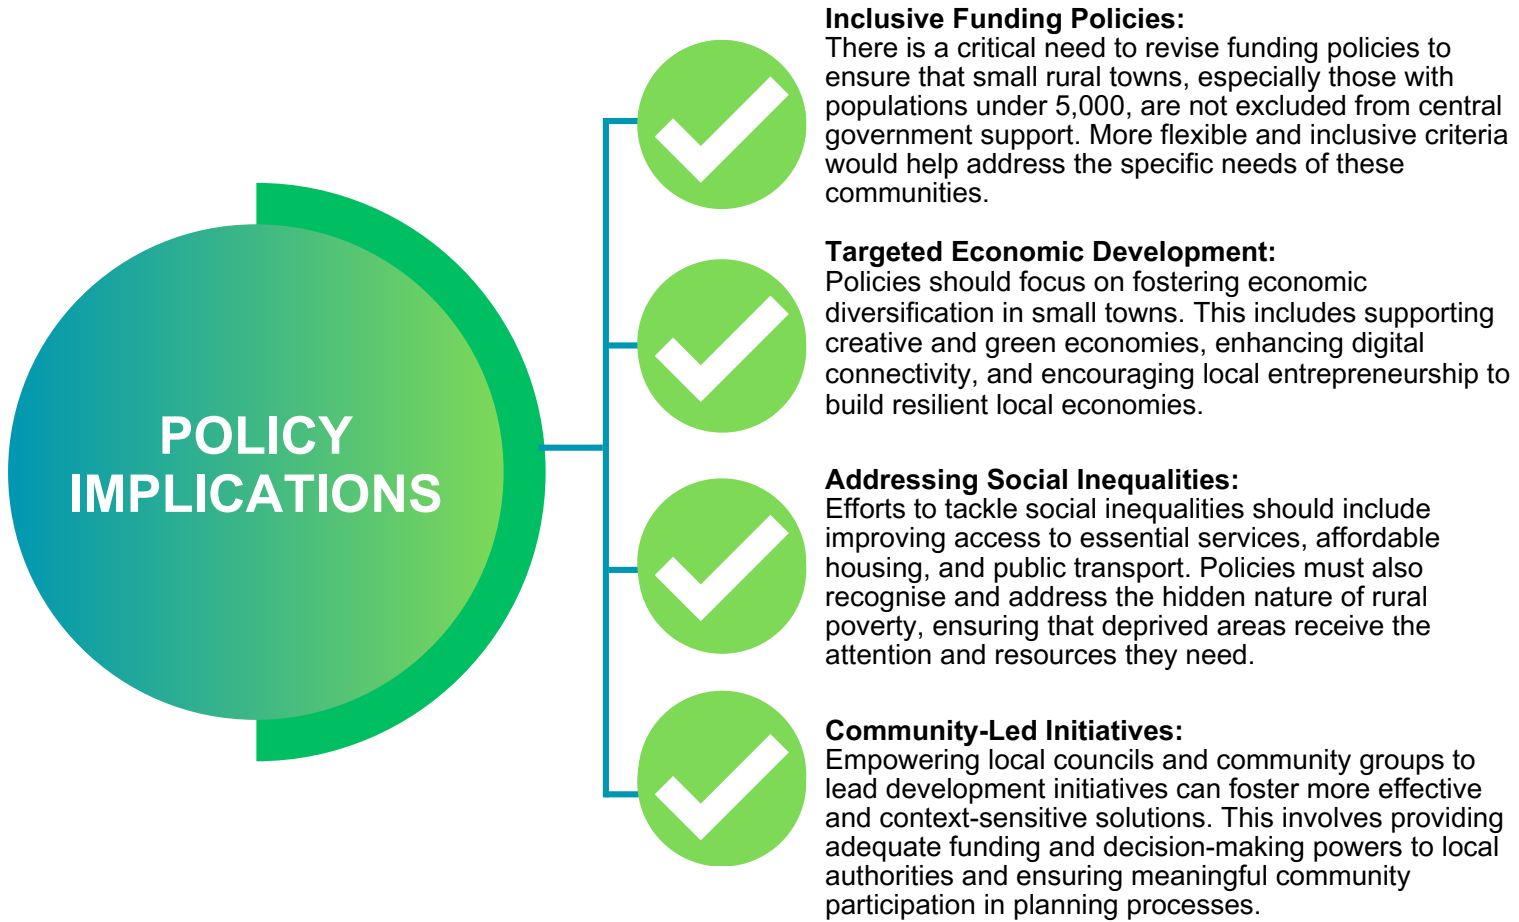 POLICY
IMPLICATIONS
Inclusive Funding Policies:
There is a critical need to revise funding policies to
ensure that small rural towns, especially those with
populations under 5,000, are not excluded from central
government support. More flexible and inclusive criteria
would help address the specific needs of these
communities.
Targeted Economic Development:
Policies should focus on fostering economic
diversification in small towns. This includes supporting
creative and green economies, enhancing digital
connectivity, and encouraging local entrepreneurship to
build resilient local economies.
Addressing Social Inequalities:
Efforts to tackle social inequalities should include
improving access to essential services, affordable
housing, and public transport. Policies must also
recognise and address the hidden nature of rural
poverty, ensuring that deprived areas receive the
attention and resources they need.
Community-Led Initiatives:
Empowering local councils and community groups to
lead development initiatives can foster more effective
and context-sensitive solutions. This involves providing
adequate funding and decision-making powers to local
authorities and ensuring meaningful community
participation in planning processes.